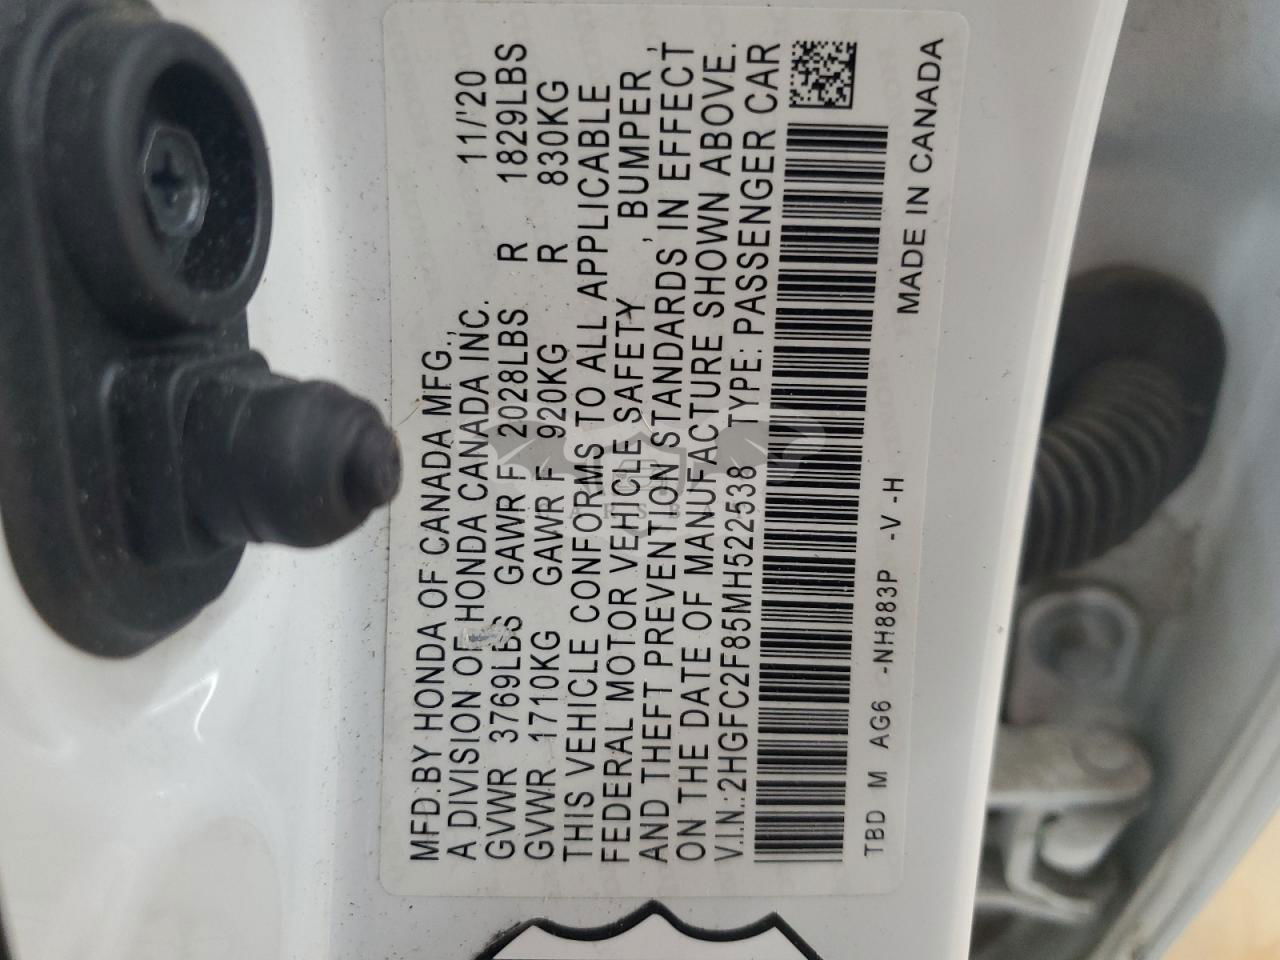 MFD.BY HONDA OF CANADA MFG.,
A DIVISION OF HONDA CANADA INC. 11/'20
GVWR 3769LBS GAWR F 2028LBS R 1829LBS
GVWR 1710KG GAWR F 920KG R 830KG
THIS VEHICLE CONFORMS TO ALL APPLICABLE
FEDERAL MOTOR VEHICLE SAFETY , BUMPER ,
AND THEFT PREVENTION STANDARDS IN EFFECT
ON THE DATE OF MANUFACTURE SHOWN ABOVE.
V.I.N.:2HGFC2F85MH522538 TYPE: PASSENGER CAR
TBD M AG6 -NH883P -V -H MADE IN CANADA